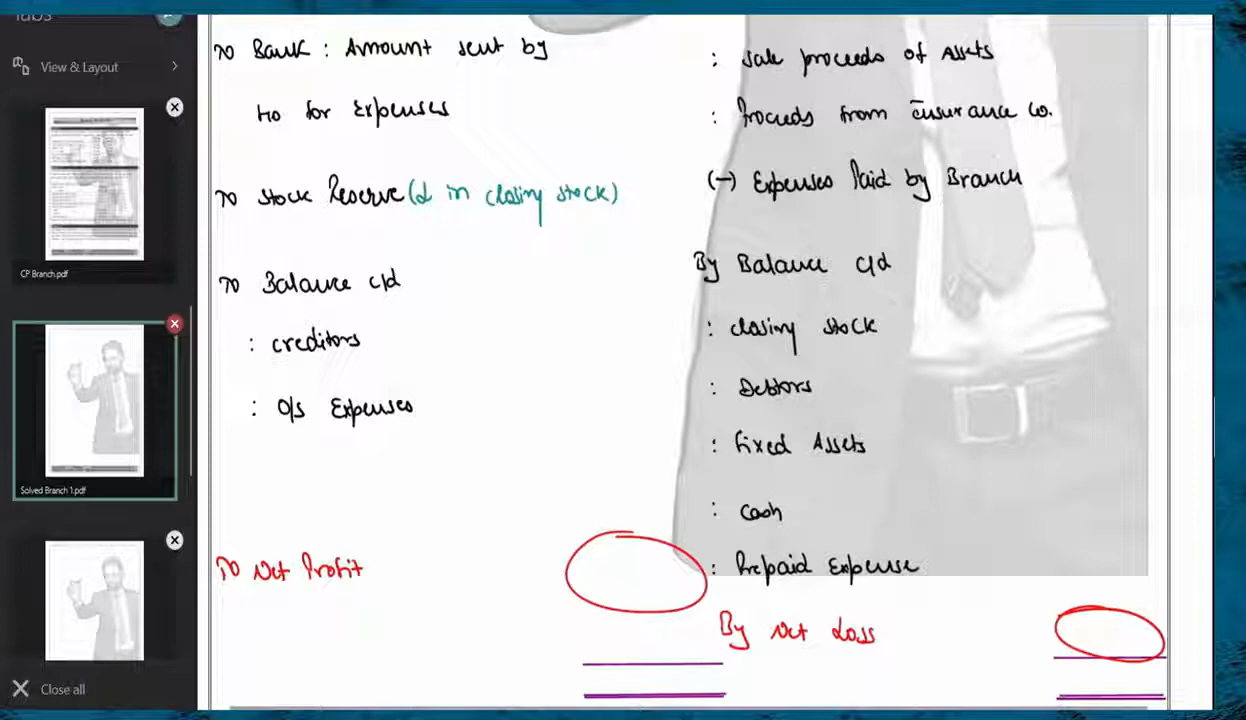 Tabs
View & Layout
CP Branch.pdf
Solved Branch 1.pdf
Close all
To Bank : Amount sent by
HO for Expenses
To Stock Reserve (L in closing stock)
To Balance c/d
: creditors
: O/s Expenses
To Net Profit
: Sale proceeds of Assets
: Proceeds from insurance co.
(-) Expenses Paid by Branch
By Balance c/d
: closing stock
: Debtors
: Fixed Assets
: Cash
: Prepaid Expense
By Net Loss